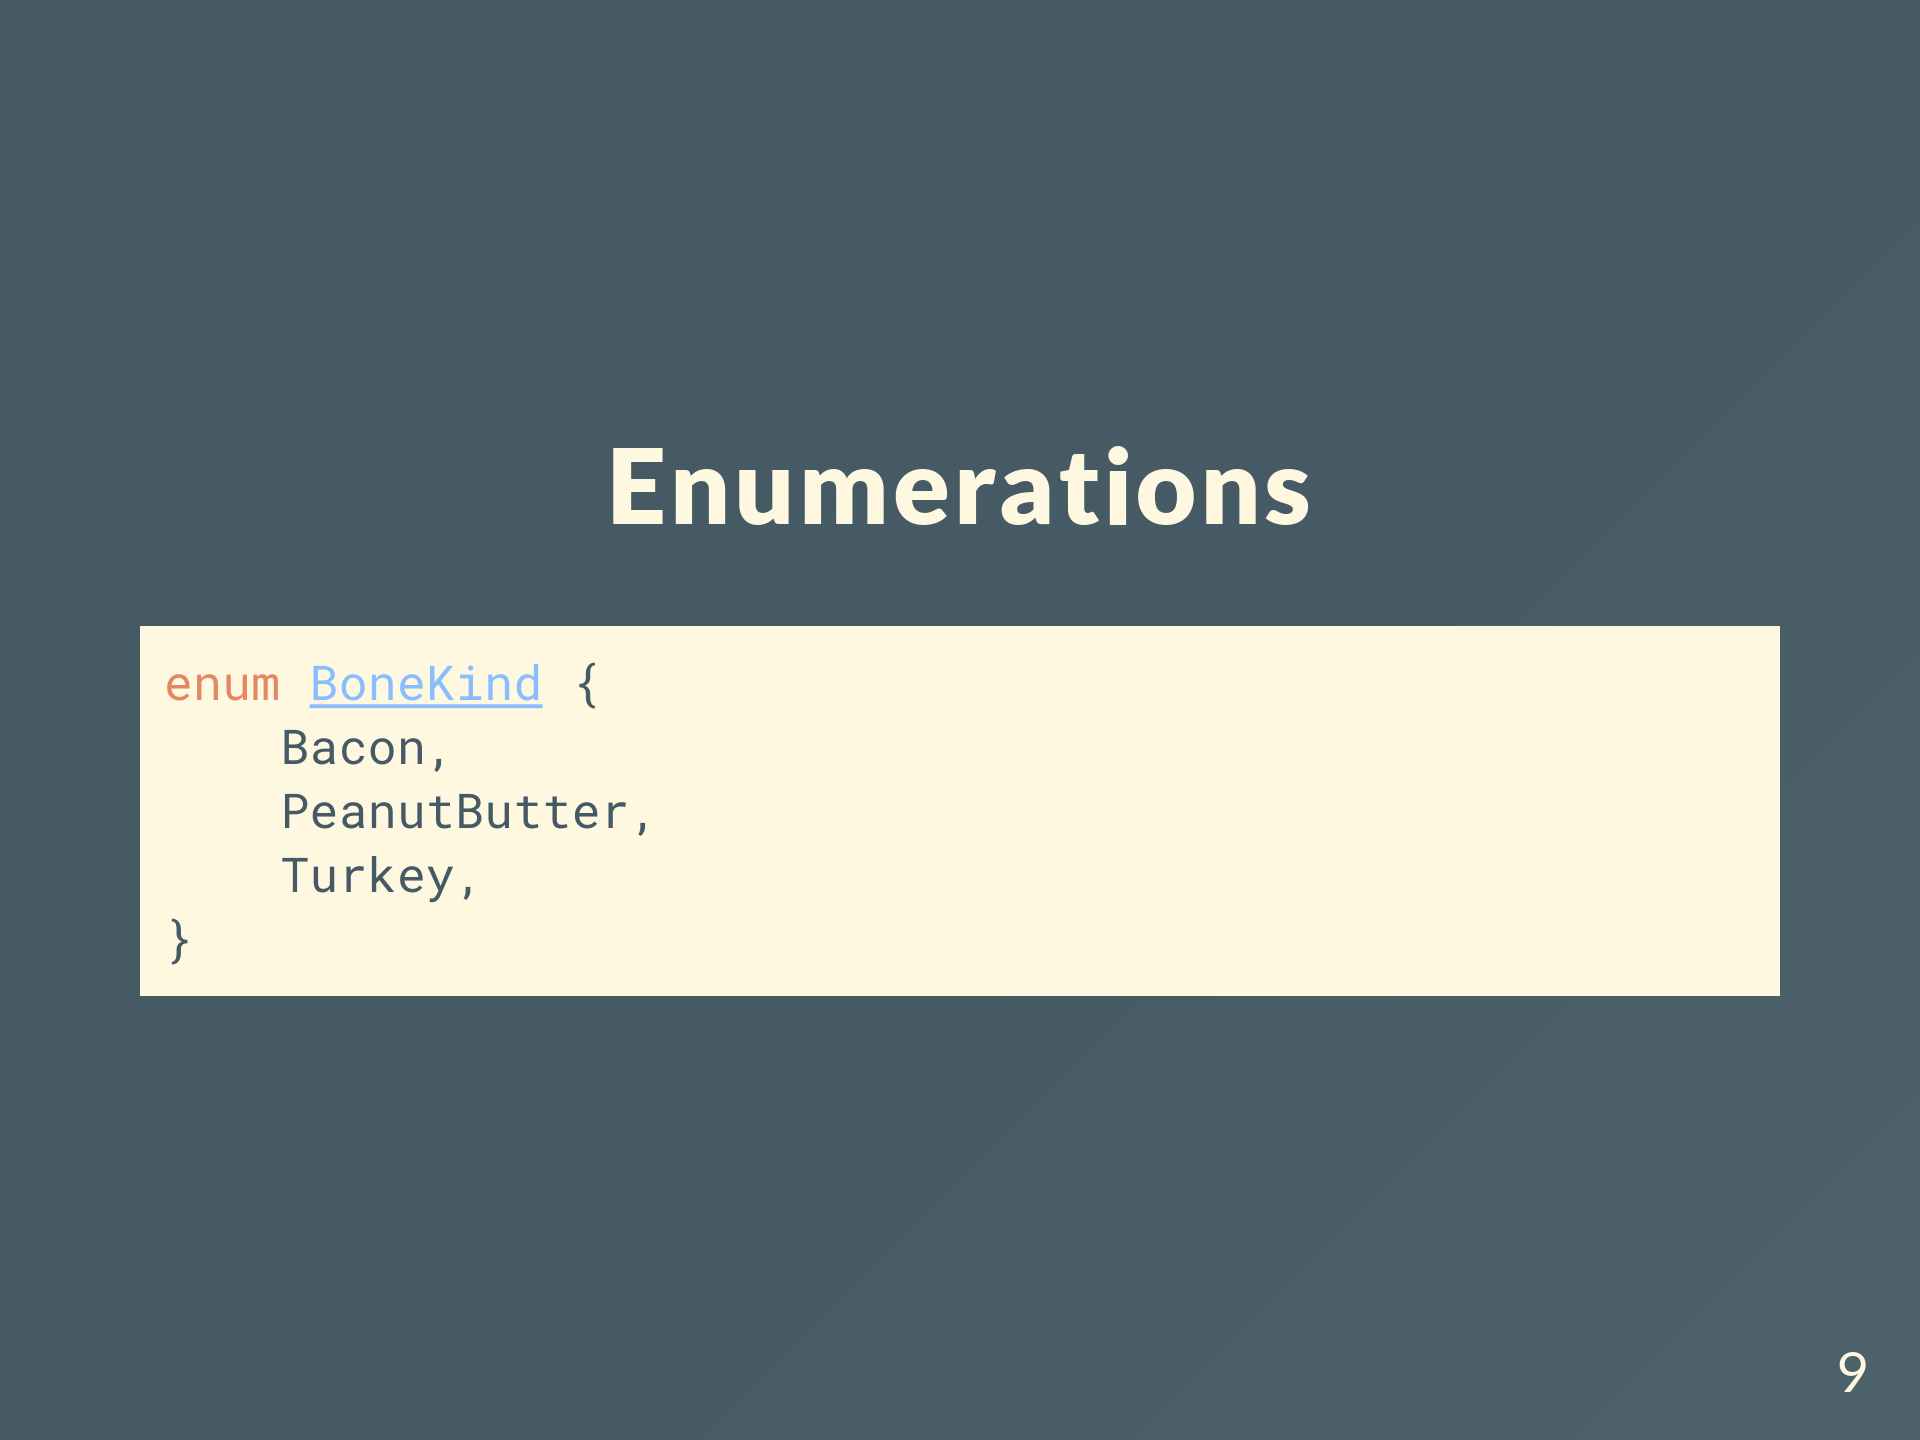 Enumerations
enum BoneKind {
    Bacon,
    PeanutButter,
    Turkey,
}
9